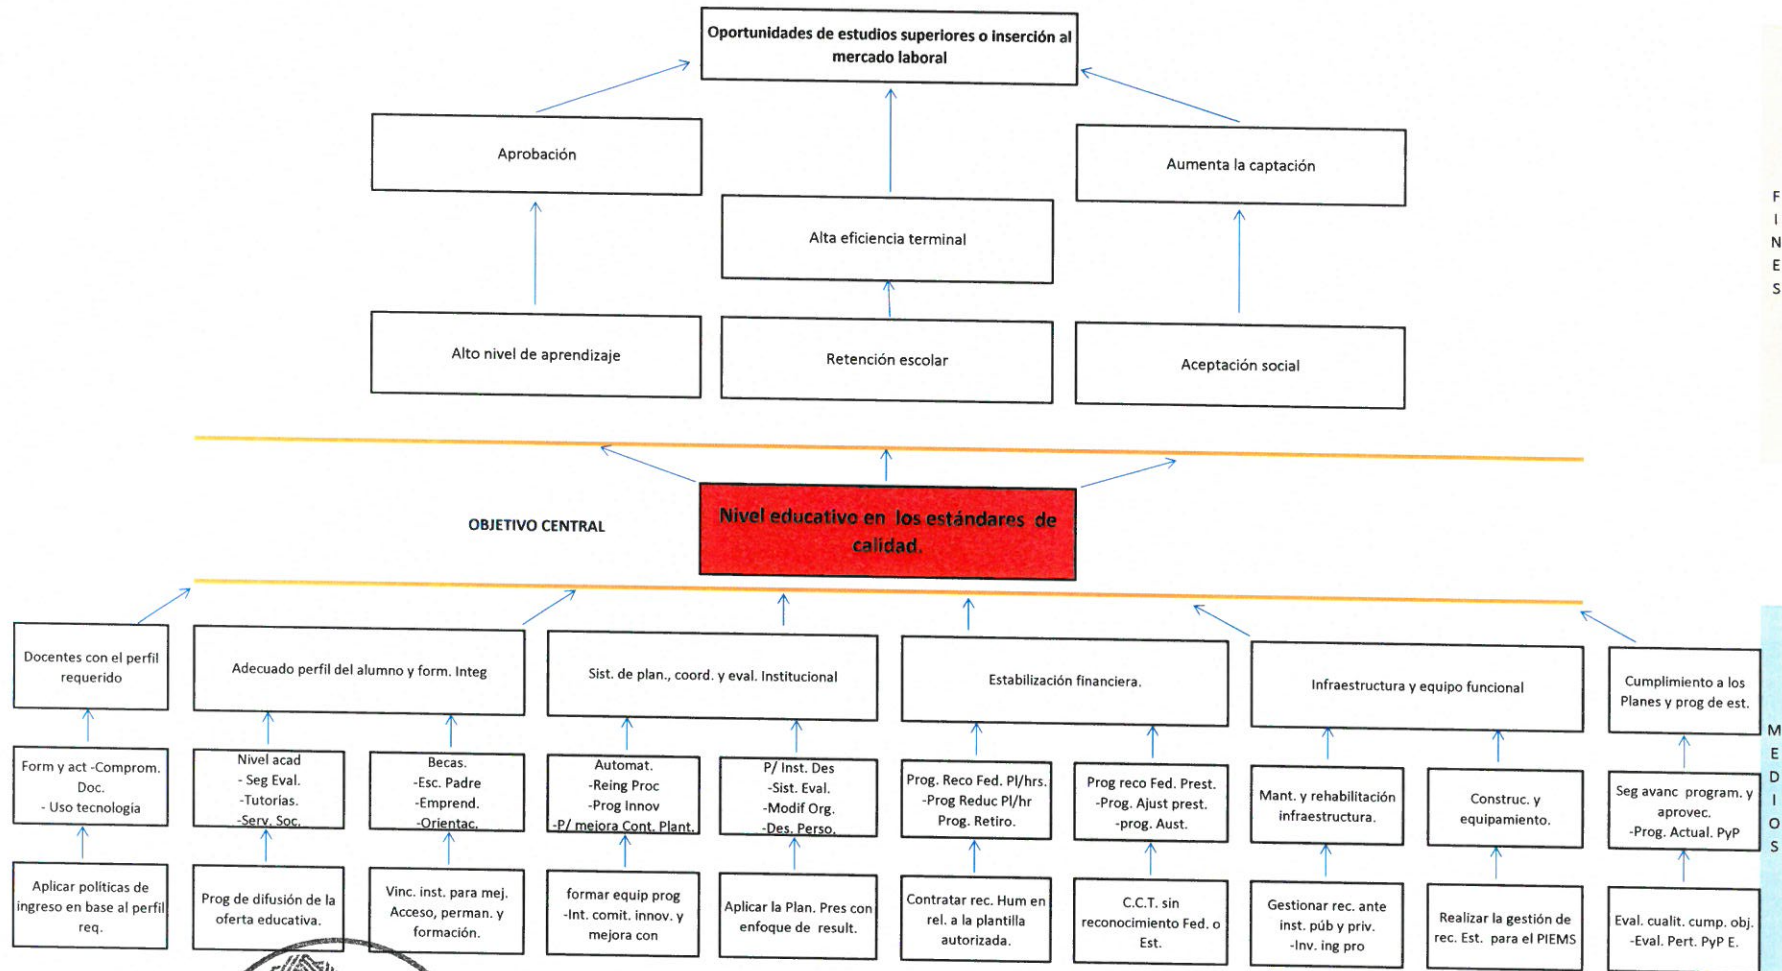 Oportunidades de estudios superiores o inserción al
mercado laboral
Aprobación
Aumenta la captación
Alta eficiencia terminal
Alto nivel de aprendizaje
Retención escolar
Aceptación social
F
I
N
E
S
OBJETIVO CENTRAL
Nivel educativo en los estándares de
calidad.
Docentes con el perfil
requerido
Adecuado perfil del alumno y form. Integ
Sist. de plan., coord. y eval. Institucional
Estabilización financiera.
Infraestructura y equipo funcional
Cumplimiento a los
Planes y prog de est.
Form y act -Comprom.
Doc.
- Uso tecnologia
Nivel acad
- Seg Eval.
-Tutorías.
-Serv. Soc.
Becas.
-Esc. Padre
-Emprend.
-Orientac.
Automat.
-Reing Proc
-Prog Innov
-P/ mejora Cont. Plant.
P/ Inst. Des
-Sist. Eval.
-Modif Org.
-Des. Perso.
Prog. Reco Fed. Pl/hrs.
-Prog Reduc Pl/hr
Prog. Retiro.
Prog reco Fed. Prest.
-Prog. Ajust prest.
-prog. Aust.
Mant. y rehabilitación
infraestructura.
Construc. y
equipamiento.
Seg avanc program. y
aprovec.
-Prog. Actual. PyP
Aplicar políticas de
ingreso en base al perfil
req.
Prog de difusión de la
oferta educativa.
Vinc. inst. para mej.
Acceso, perman. y
formación.
formar equip prog
-Int. comit. innov. y
mejora con
Aplicar la Plan. Pres con
enfoque de result.
Contratar rec. Hum en
rel. a la plantilla
autorizada.
C.C.T. sin
reconocimiento Fed. o
Est.
Gestionar rec. ante
inst. púb y priv.
-Inv. ing pro
Realizar la gestión de
rec. Est. para el PIEMS
Eval. cualit. cump. obj.
-Eval. Pert. PyP E.
M
E
D
I
O
S